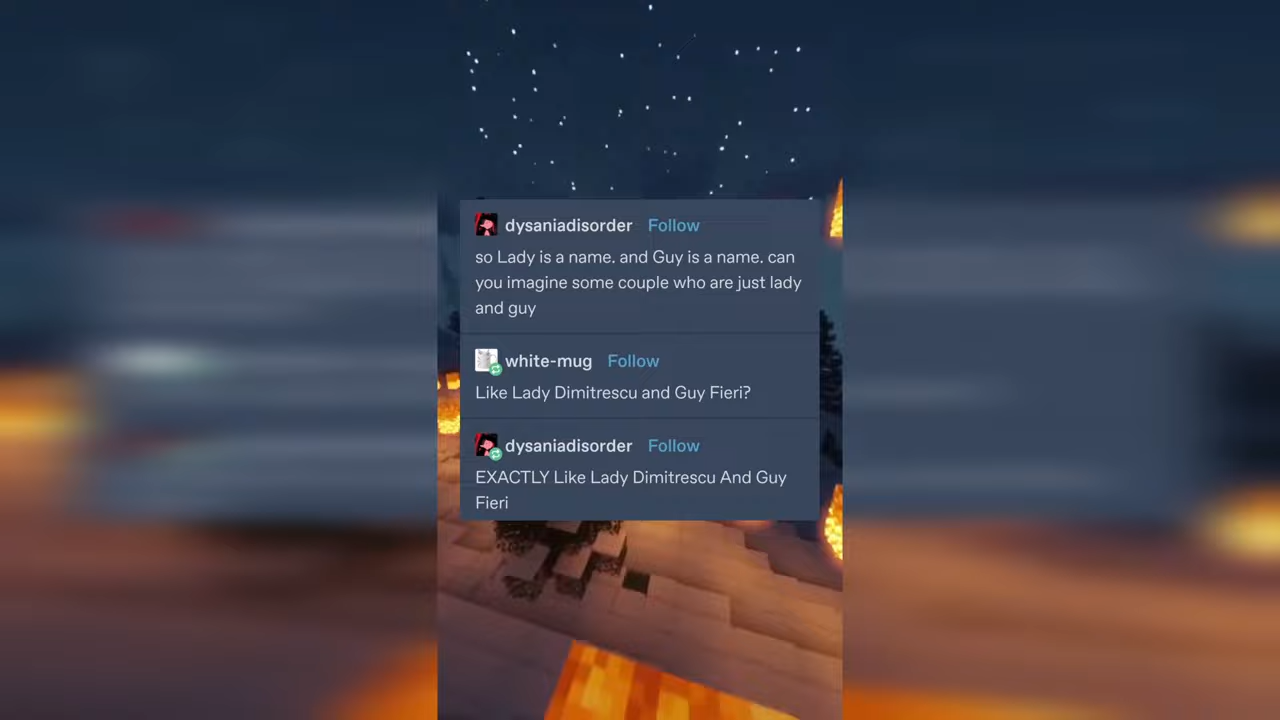 dysaniadisorder Follow
so Lady is a name. and Guy is a name. can
you imagine some couple who are just lady
and guy
white-mug Follow
Like Lady Dimitrescu and Guy Fieri?
dysaniadisorder Follow
EXACTLY Like Lady Dimitrescu And Guy
Fieri